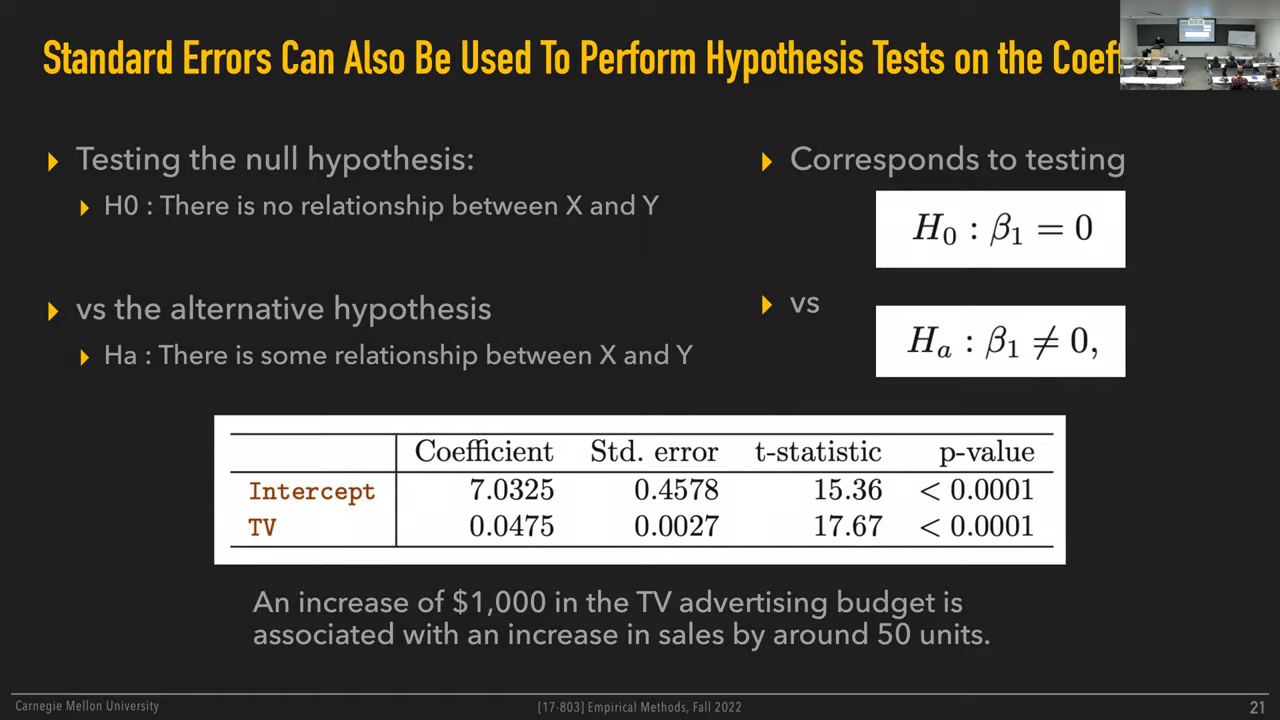 Standard Errors Can Also Be Used To Perform Hypothesis Tests on the Coeff
Testing the null hypothesis:
H0 : There is no relationship between X and Y
vs the alternative hypothesis
Ha : There is some relationship between X and Y
Corresponds to testing
H₀ : β₁ = 0
vs
Hₐ : β₁ ≠ 0,
Coefficient Std. error t-statistic p-value
Intercept 7.0325 0.4578 15.36 < 0.0001
TV 0.0475 0.0027 17.67 < 0.0001
An increase of $1,000 in the TV advertising budget is
associated with an increase in sales by around 50 units.
Carnegie Mellon University
[17-803] Empirical Methods, Fall 2022
21